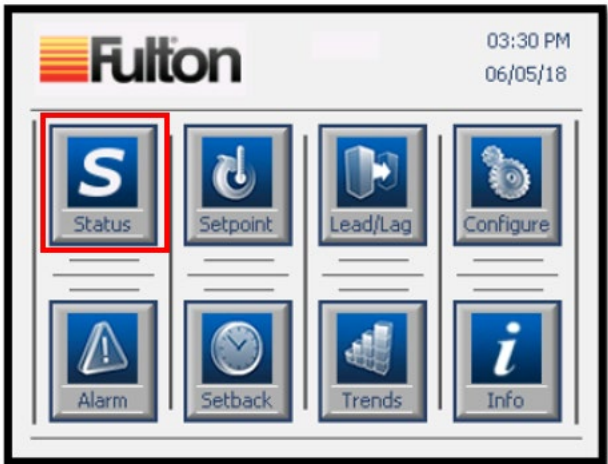 Fulton
03:30 PM
06/05/18
S
Status
Setpoint
Lead/Lag
Configure
Alarm
Setback
Trends
i
Info